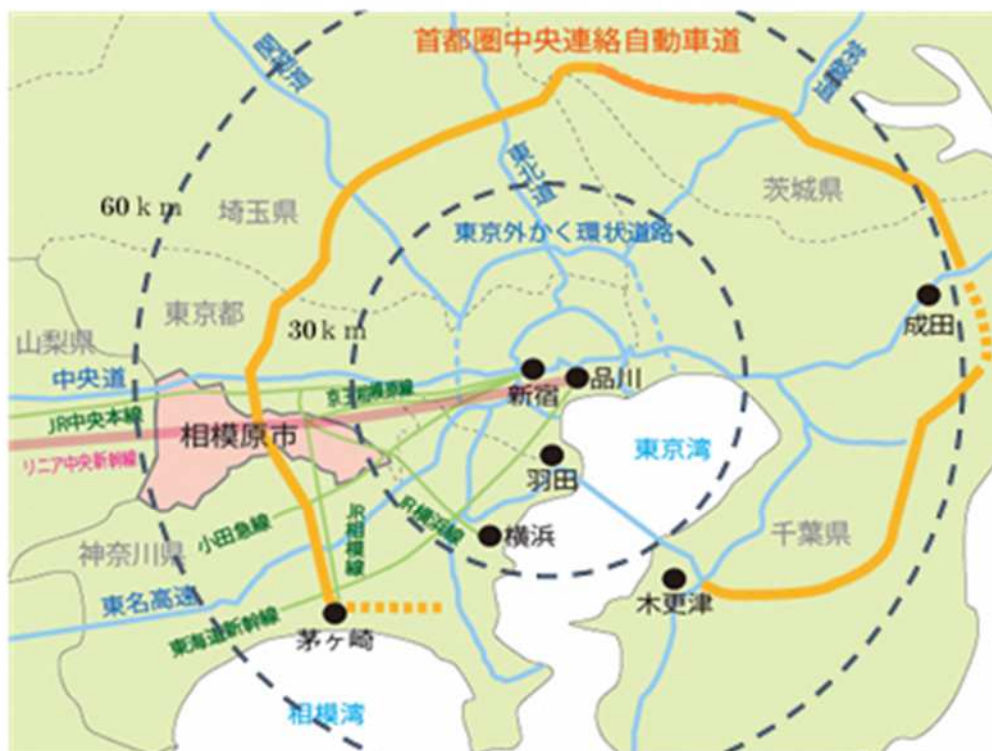 首都圏中央連絡自動車道
関越道
常磐道
東北道
茨城県
60km
埼玉県
東京外かく環状道路
東京都
30km
成田
山梨県
中央道
新宿
品川
京王相模原線
JR中央本線
相模原市
リニア中央新幹線
東京湾
羽田
小田急線
JR相模線
JR横浜線
横浜
千葉県
神奈川県
東名高速
木更津
東海道新幹線
茅ヶ崎
相模湾